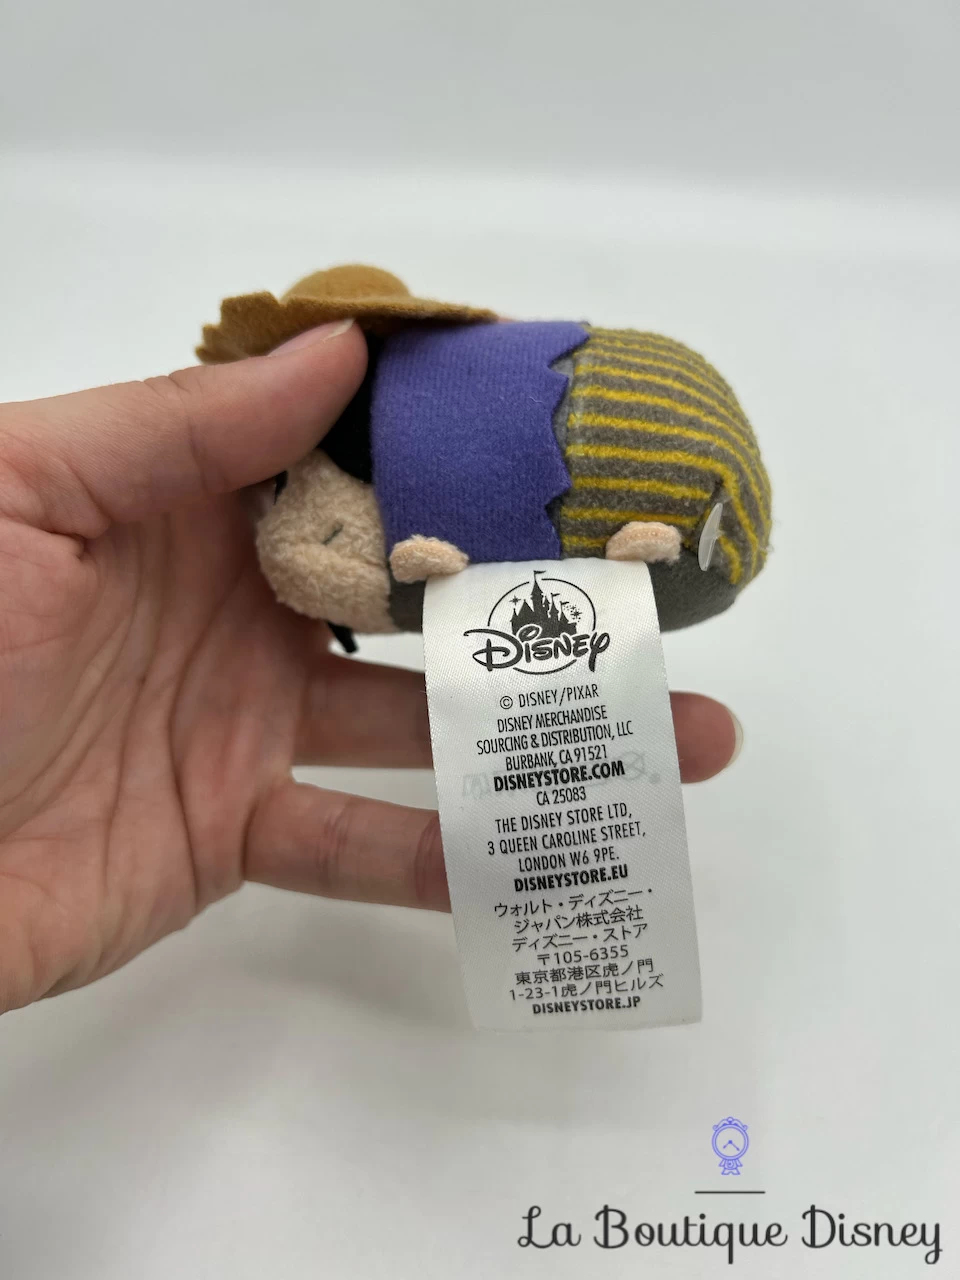 Disney
© DISNEY/PIXAR
DISNEY MERCHANDISE
SOURCING & DISTRIBUTION, LLC
BURBANK, CA 91521
DISNEYSTORE.COM
CA 25083
THE DISNEY STORE LTD,
3 QUEEN CAROLINE STREET,
LONDON W6 9PE.
DISNEYSTORE.EU
ウォルト・ディズニー・
ジャパン株式会社
ディズニー・ストア
〒105-6355
東京都港区虎ノ門
1-23-1虎ノ門ヒルズ
DISNEYSTORE.JP
La Boutique Disney